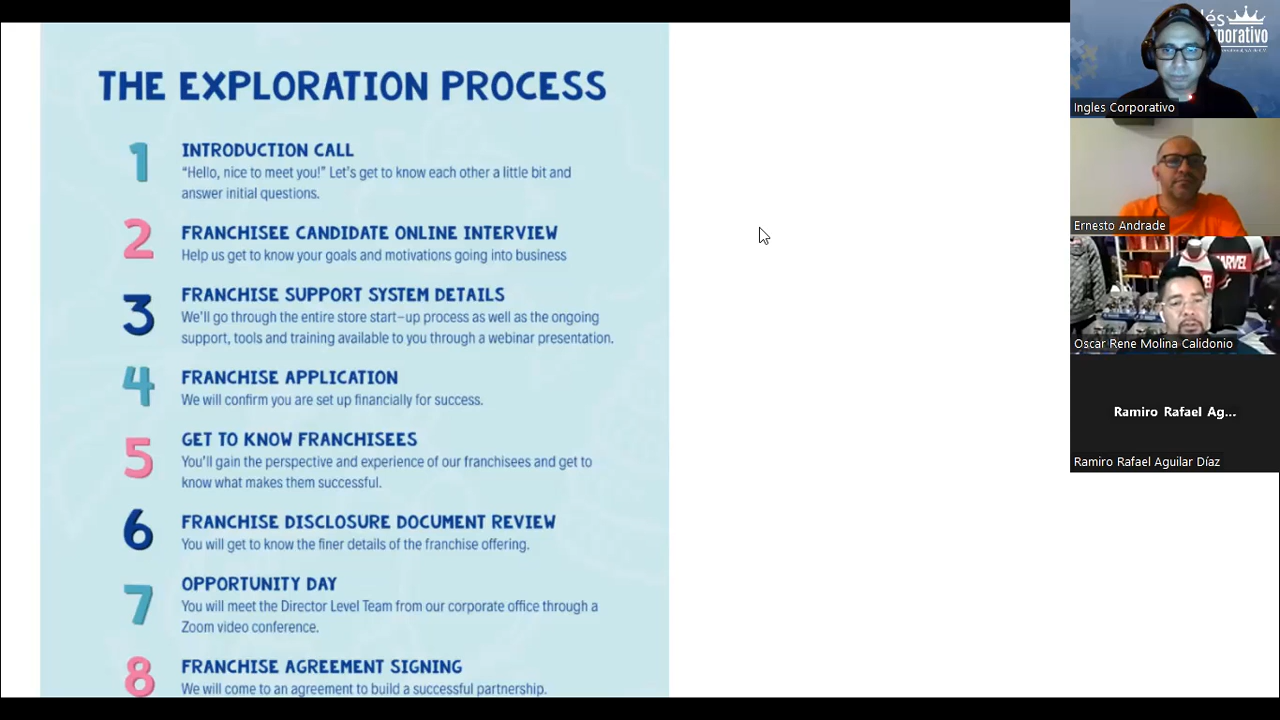 THE EXPLORATION PROCESS
1
INTRODUCTION CALL
“Hello, nice to meet you!” Let's get to know each other a little bit and
answer initial questions.
2
FRANCHISEE CANDIDATE ONLINE INTERVIEW
Help us get to know your goals and motivations going into business
3
FRANCHISE SUPPORT SYSTEM DETAILS
We'll go through the entire store start-up process as well as the ongoing
support, tools and training available to you through a webinar presentation.
4
FRANCHISE APPLICATION
We will confirm you are set up financially for success.
5
GET TO KNOW FRANCHISEES
You'll gain the perspective and experience of our franchisees and get to
know what makes them successful.
6
FRANCHISE DISCLOSURE DOCUMENT REVIEW
You will get to know the finer details of the franchise offering.
7
OPPORTUNITY DAY
You will meet the Director Level Team from our corporate office through a
Zoom video conference.
8
FRANCHISE AGREEMENT SIGNING
We will come to an agreement to build a successful partnership.
és
porativo
Ingles Corporativo
Ernesto Andrade
MARVEL
Oscar Rene Molina Calidonio
Ramiro Rafael Ag...
Ramiro Rafael Aguilar Díaz